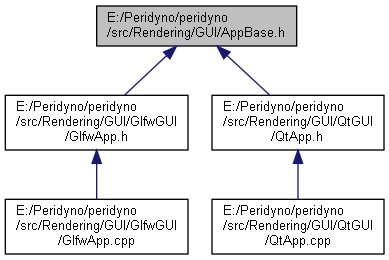 E:/Peridyno/peridyno
/src/Rendering/GUI/AppBase.h
E:/Peridyno/peridyno
/src/Rendering/GUI/GlfwGUI
/GlfwApp.h
E:/Peridyno/peridyno
/src/Rendering/GUI/QtGUI
/QtApp.h
E:/Peridyno/peridyno
/src/Rendering/GUI/GlfwGUI
/GlfwApp.cpp
E:/Peridyno/peridyno
/src/Rendering/GUI/QtGUI
/QtApp.cpp